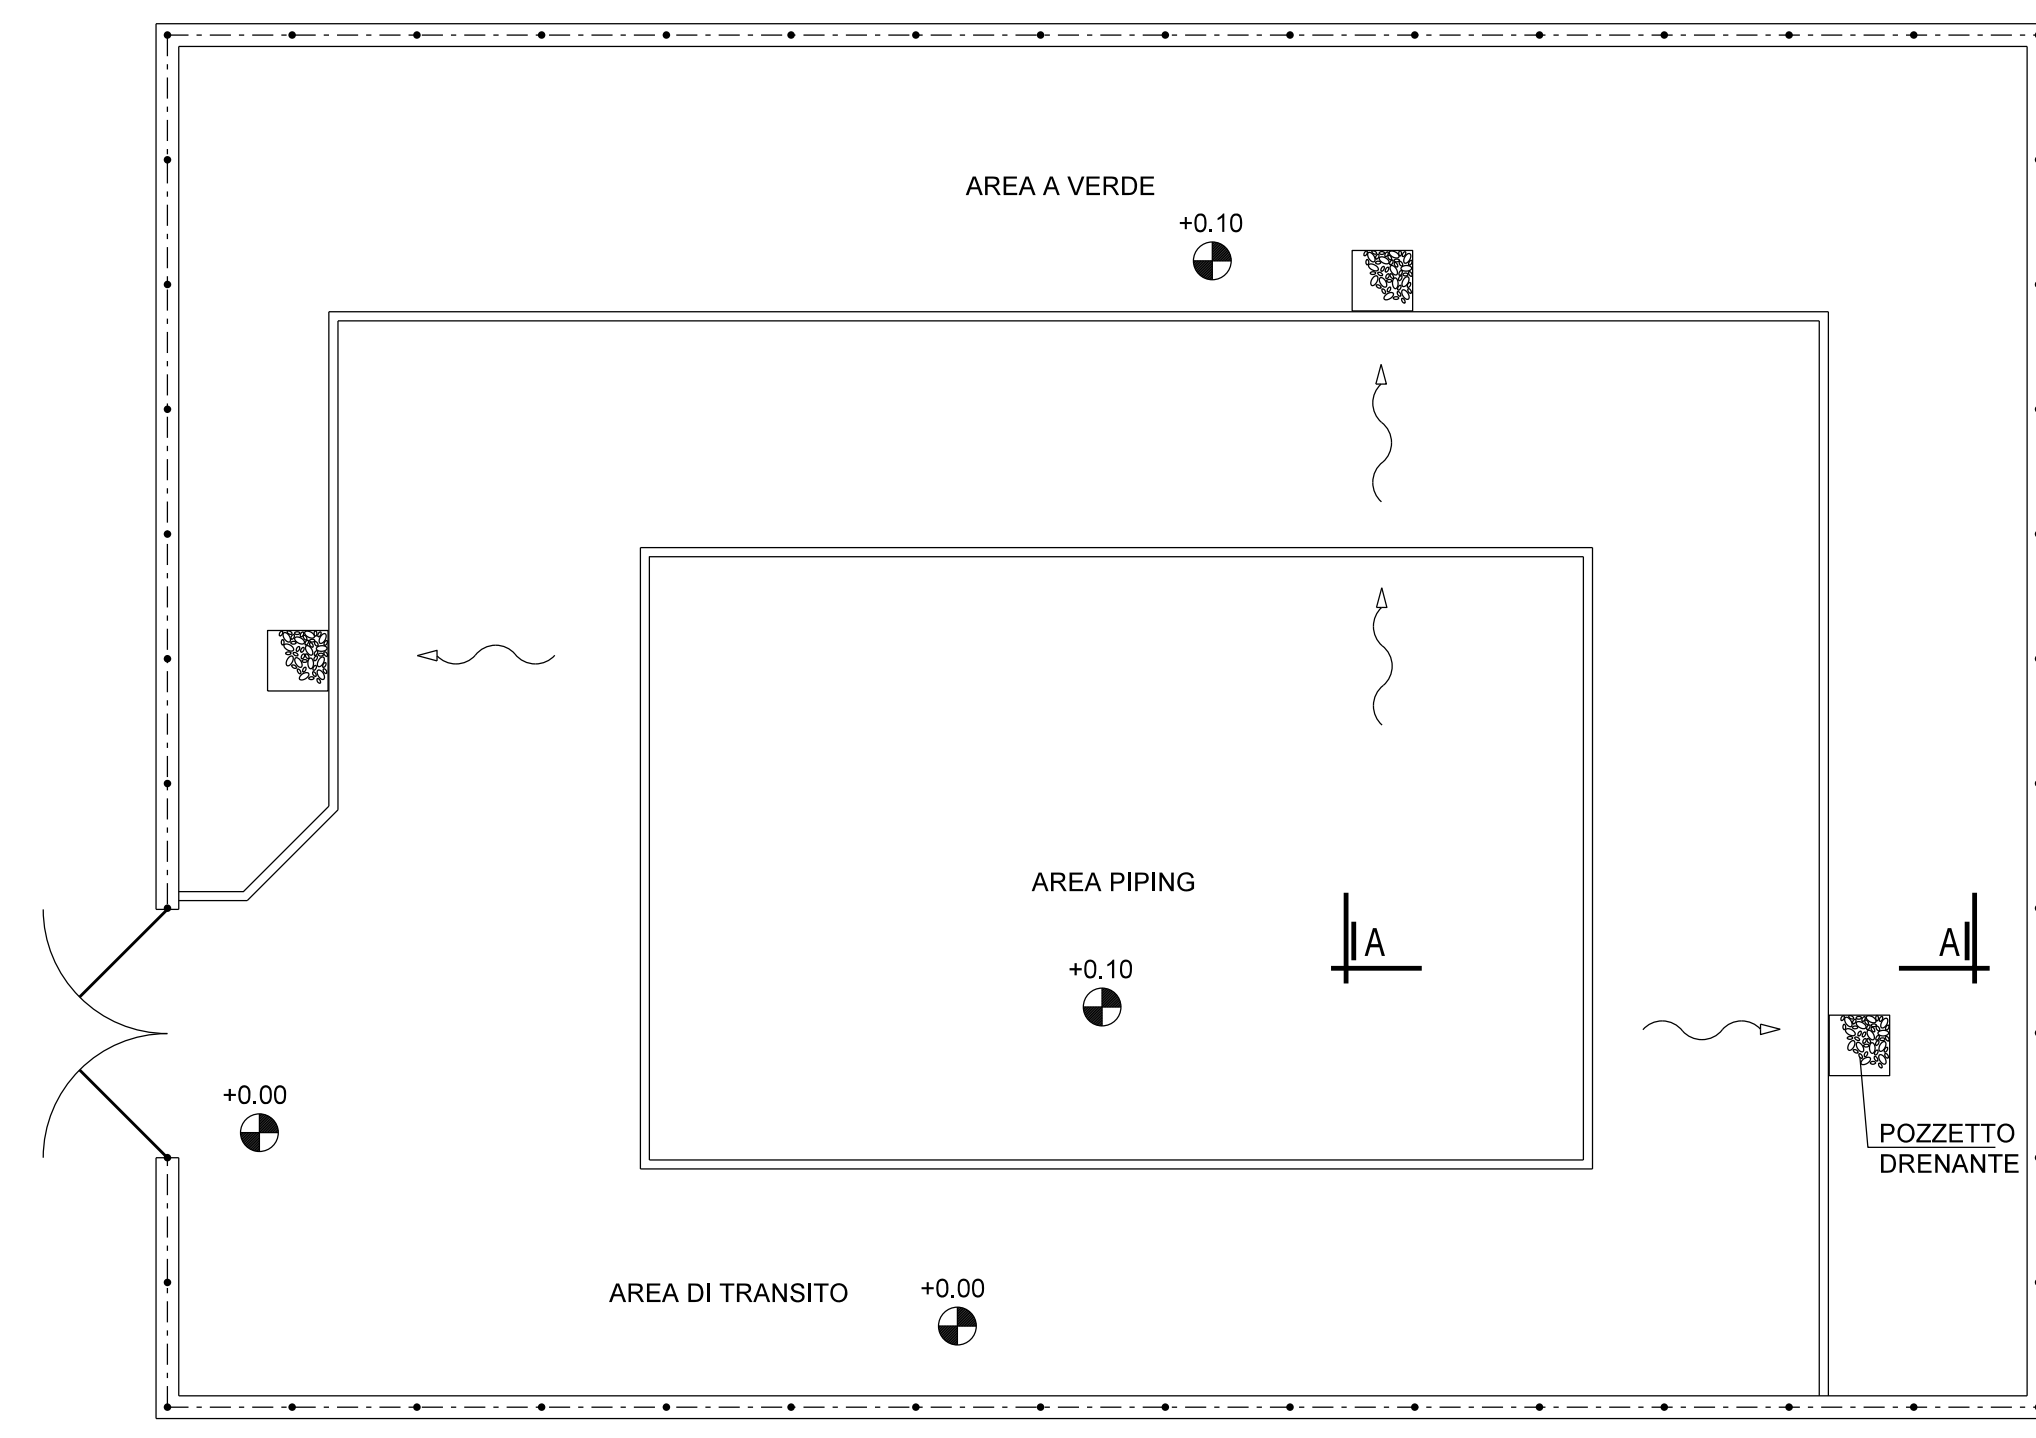 AREA A VERDE
+0.10
AREA PIPING
A
A
+0.10
+0.00
POZZETTO
DRENANTE
AREA DI TRANSITO
+0.00